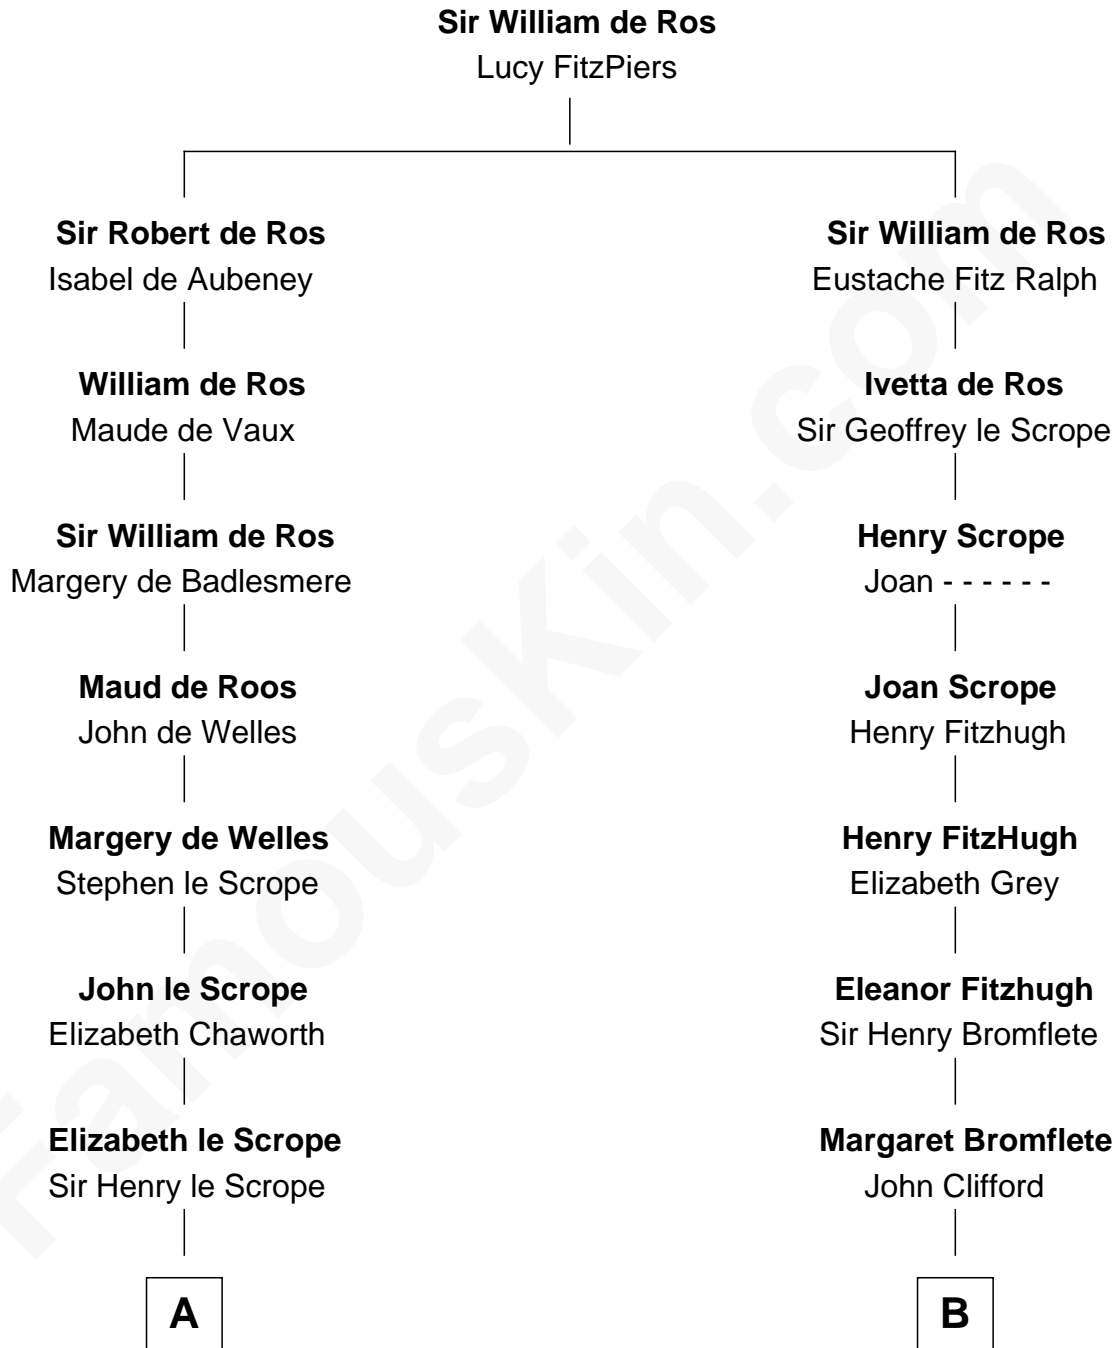 Sir William de Ros
Lucy FitzPiers
Sir Robert de Ros
Isabel de Aubeney
Sir William de Ros
Eustache Fitz Ralph
William de Ros
Maude de Vaux
Ivetta de Ros
Sir Geoffrey le Scrope
Sir William de Ros
Margery de Badlesmere
Henry Scrope
Joan - - - - - -
Maud de Roos
John de Welles
Joan Scrope
Henry Fitzhugh
Margery de Welles
Stephen le Scrope
Henry FitzHugh
Elizabeth Grey
John le Scrope
Elizabeth Chaworth
Eleanor Fitzhugh
Sir Henry Bromflete
Elizabeth le Scrope
Sir Henry le Scrope
Margaret Bromflete
John Clifford
A
B
FamousKin.com